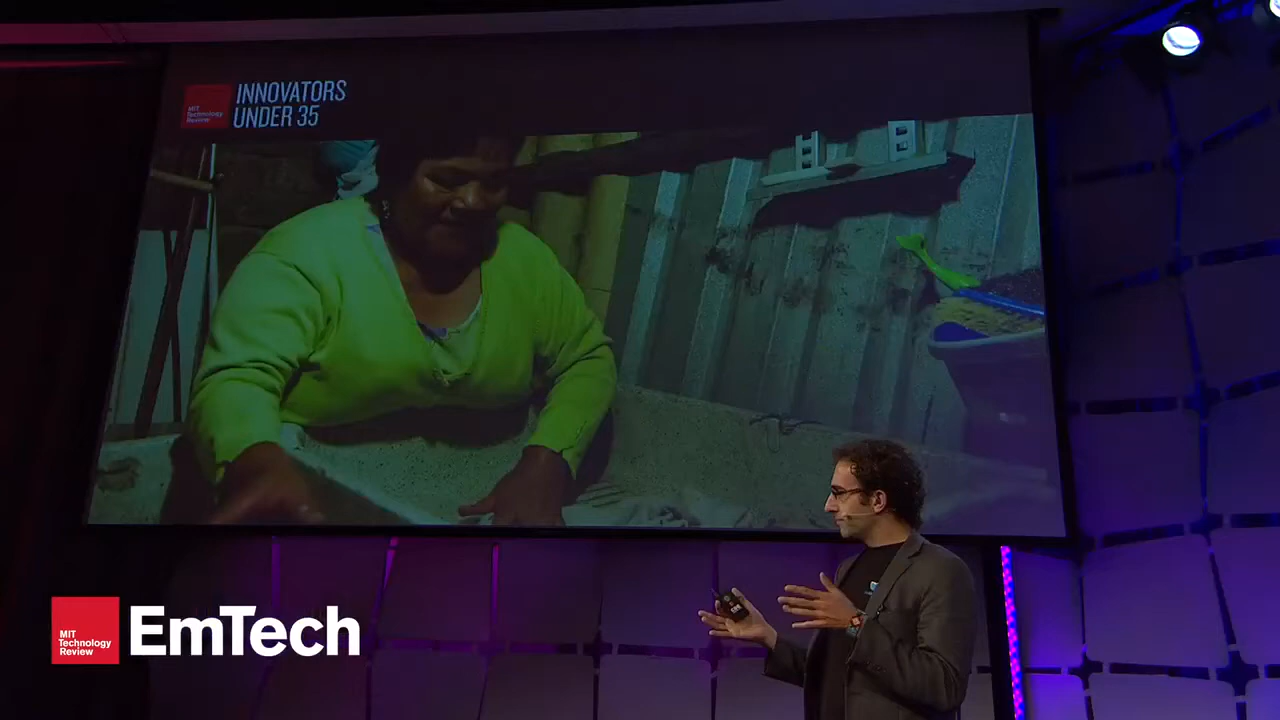 MIT
Technology
Review
INNOVATORS
UNDER 35
MIT
Technology
Review
EmTech